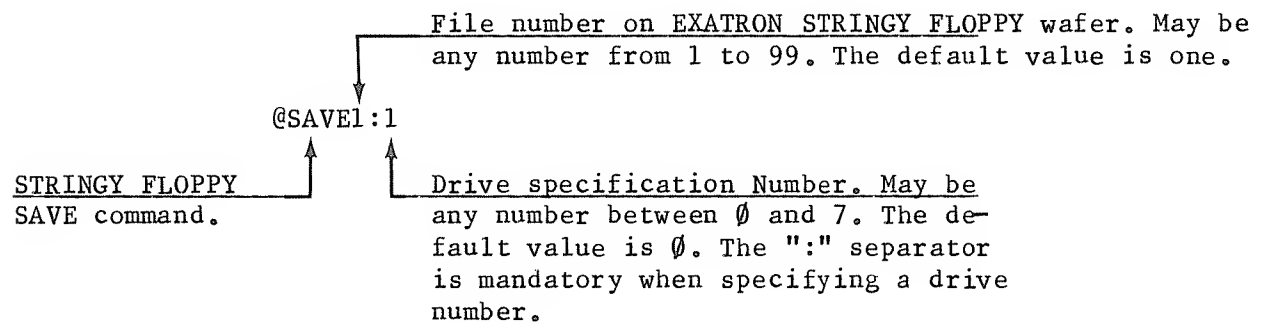 File number on EXATRON STRINGY FLOPPY wafer. May be
any number from 1 to 99. The default value is one.
@SAVE1:1
STRINGY FLOPPY
SAVE command.
Drive specification Number. May be
any number between Ø and 7. The de-
fault value is Ø. The ":" separator
is mandatory when specifying a drive
number.